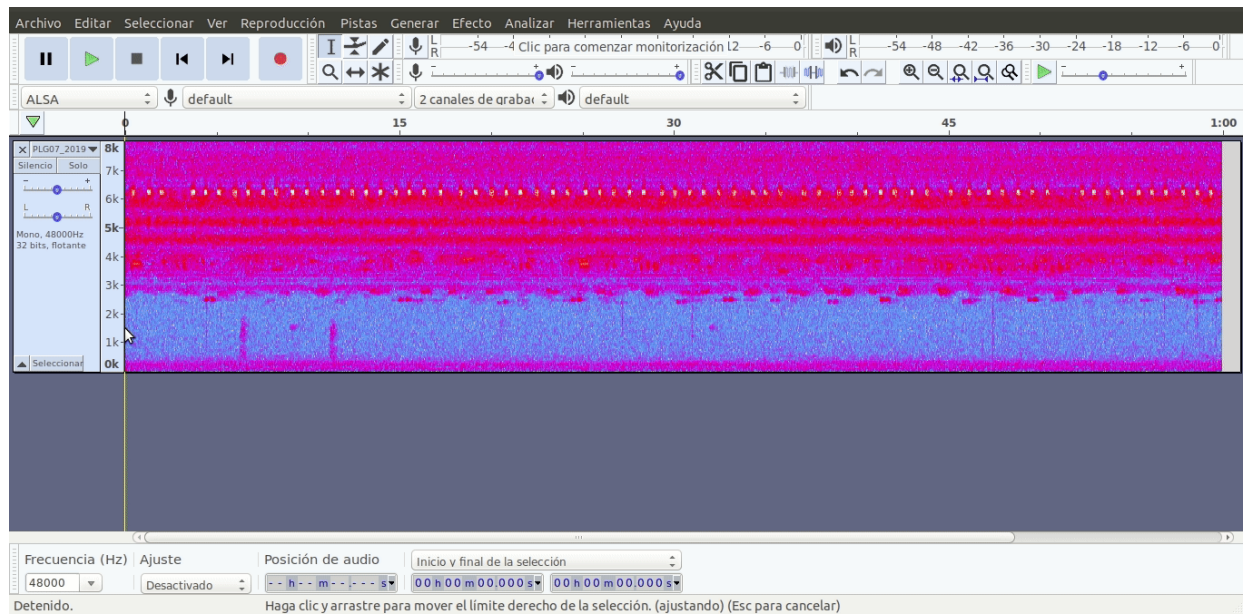 Archivo Editar Seleccionar Ver Reproducción Pistas Generar Efecto Analizar Herramientas Ayuda
L R -54 -4 Clic para comenzar monitorización L2 -6 0 L R -54 -48 -42 -36 -30 -24 -18 -12 -6 0
- + - + - +
ALSA default 2 canales de graba default
0 15 30 45 1:00
PLG07_2019
Silencio Solo
- +
L R
Mono, 48000Hz
32 bits, flotante
Seleccionar
8k
7k
6k
5k
4k
3k
2k
1k
0k
Frecuencia (Hz) Ajuste Posición de audio Inicio y final de la selección
48000 Desactivado - - h - - m - - . - - - s 00 h 00 m 00.000 s 00 h 00 m 00.000 s
Detenido. Haga clic y arrastre para mover el límite derecho de la selección. (ajustando) (Esc para cancelar)